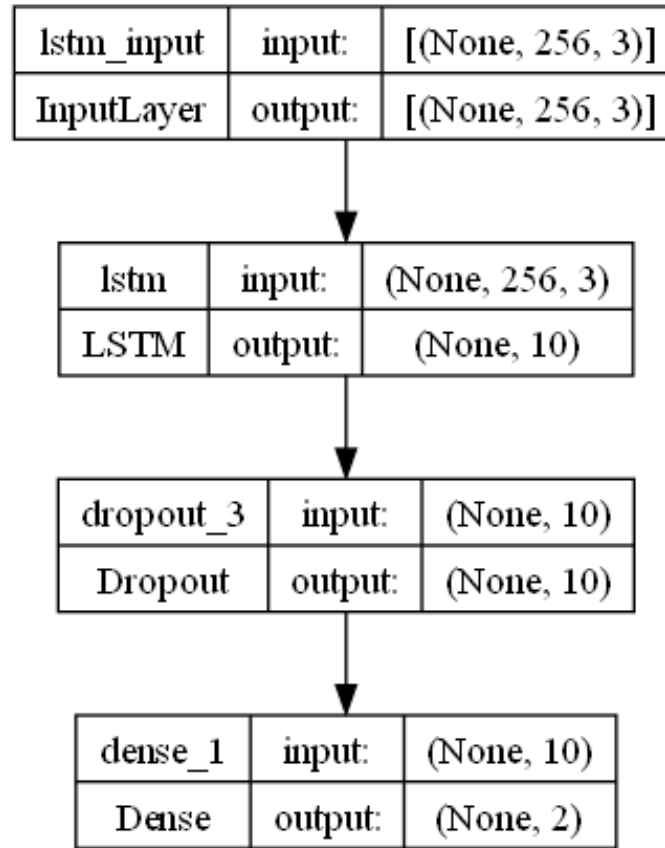 lstm_input input: [(None, 256, 3)]
InputLayer output: [(None, 256, 3)]
lstm input: (None, 256, 3)
LSTM output: (None, 10)
dropout_3 input: (None, 10)
Dropout output: (None, 10)
dense_1 input: (None, 10)
Dense output: (None, 2)